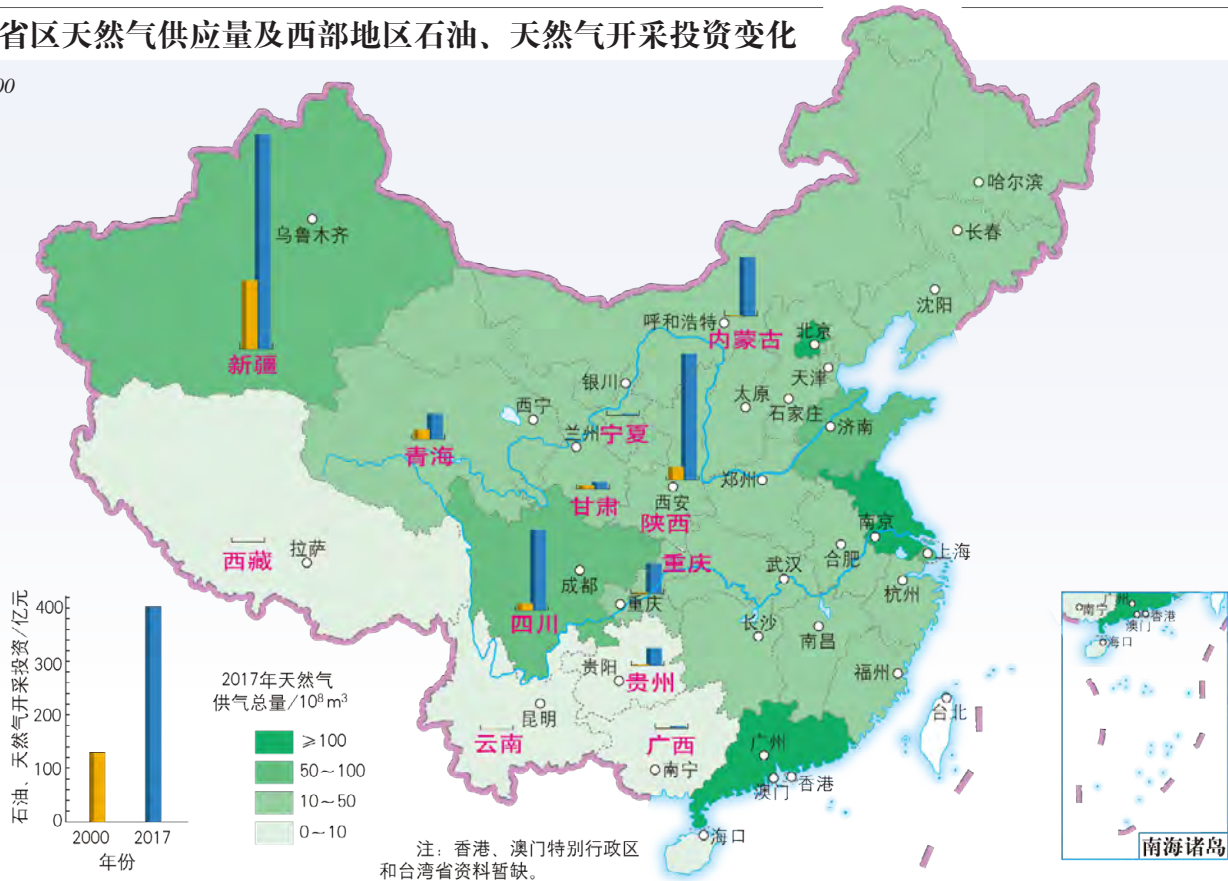 省区天然气供应量及西部地区石油、天然气开采投资变化
00
哈尔滨
长春
乌鲁木齐
沈阳
呼和浩特
北京
内蒙古
新疆
天津
银川
太原
石家庄
西宁
济南
兰州
宁夏
青海
郑州
甘肃
西安
陕西
南京
上海
合肥
西藏
拉萨
重庆
武汉
成都
杭州
重庆
四川
长沙
南昌
贵阳
贵州
福州
昆明
云南
广西
台北
南宁
广州
澳门
香港
海口
石油、天然气开采投资/亿元
400
300
200
100
0
2000
2017
年份
2017年天然气
供气总量/10⁸m³
≥100
50~100
10~50
0~10
注：香港、澳门特别行政区
和台湾省资料暂缺。
南宁
州
香港
澳门
海口
南海诸岛